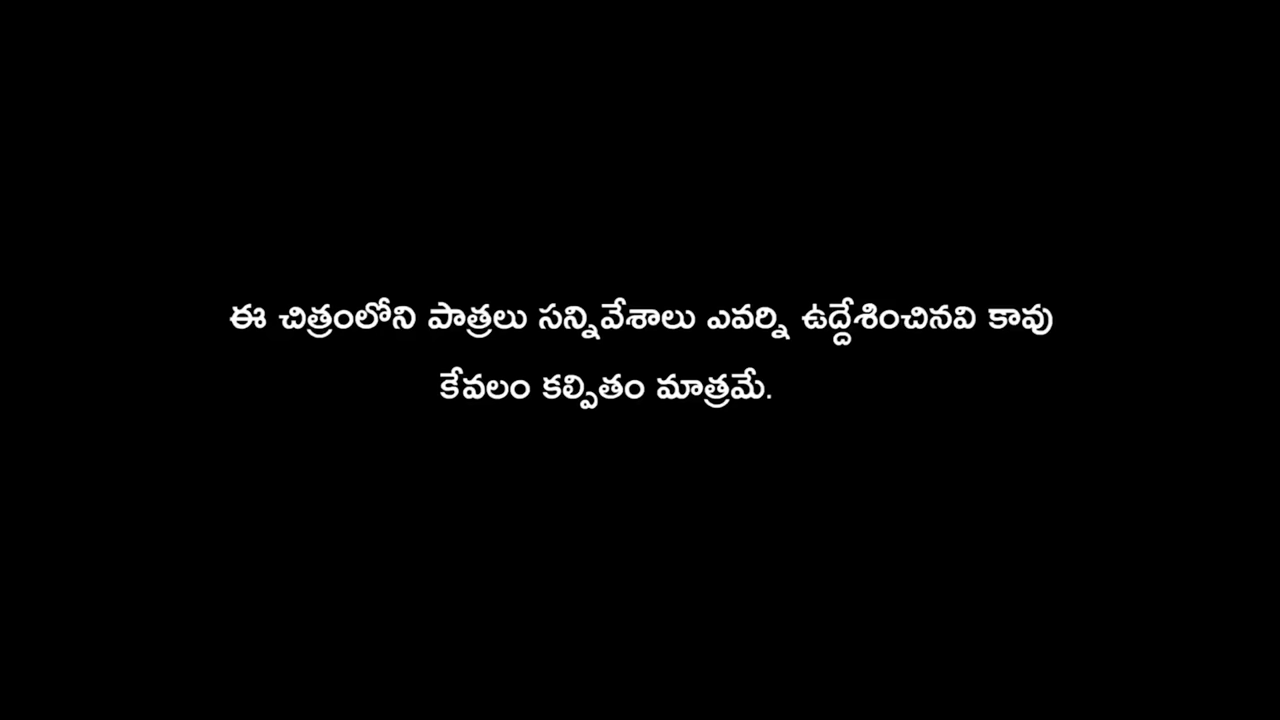 ఈ చిత్రంలోని పాత్రలు సన్నివేశాలు ఎవర్ని ఉద్దేశించినవి కావు
కేవలం కల్పితం మాత్రమే.